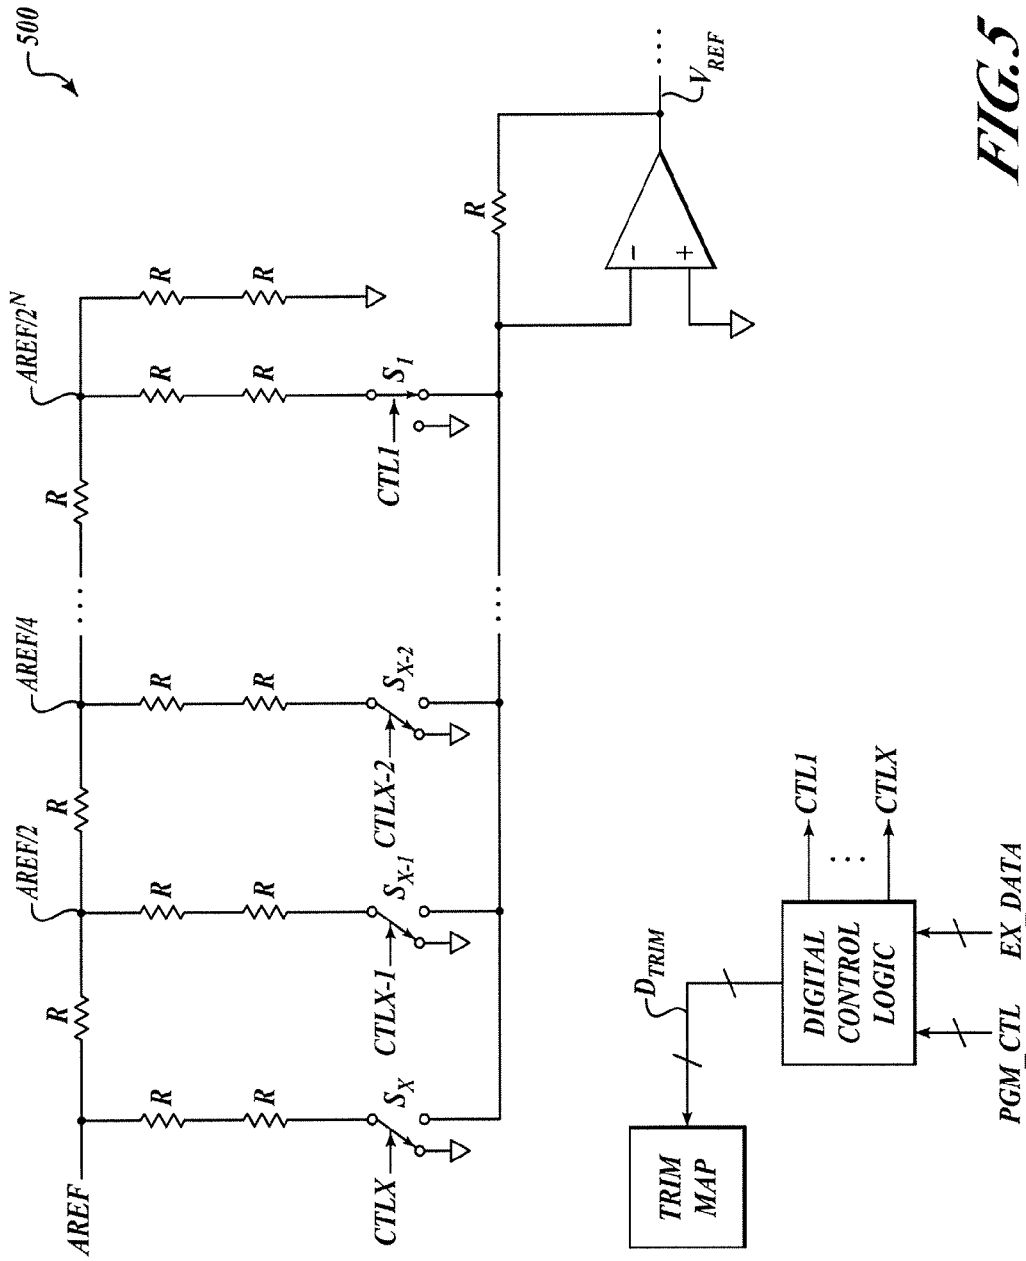 500
AREF
R
AREF/2
R
AREF/4
R
AREF/2^N
R
R
R
R
R
R
R
R
R
R
R
CTLX
S_X
CTLX-1
S_X-1
CTLX-2
S_X-2
CTL1
S_1
R
−
+
V_REF
TRIM
MAP
D_TRIM
DIGITAL
CONTROL
LOGIC
CTL1
CTLX
PGM_CTL
EX_DATA
FIG.5